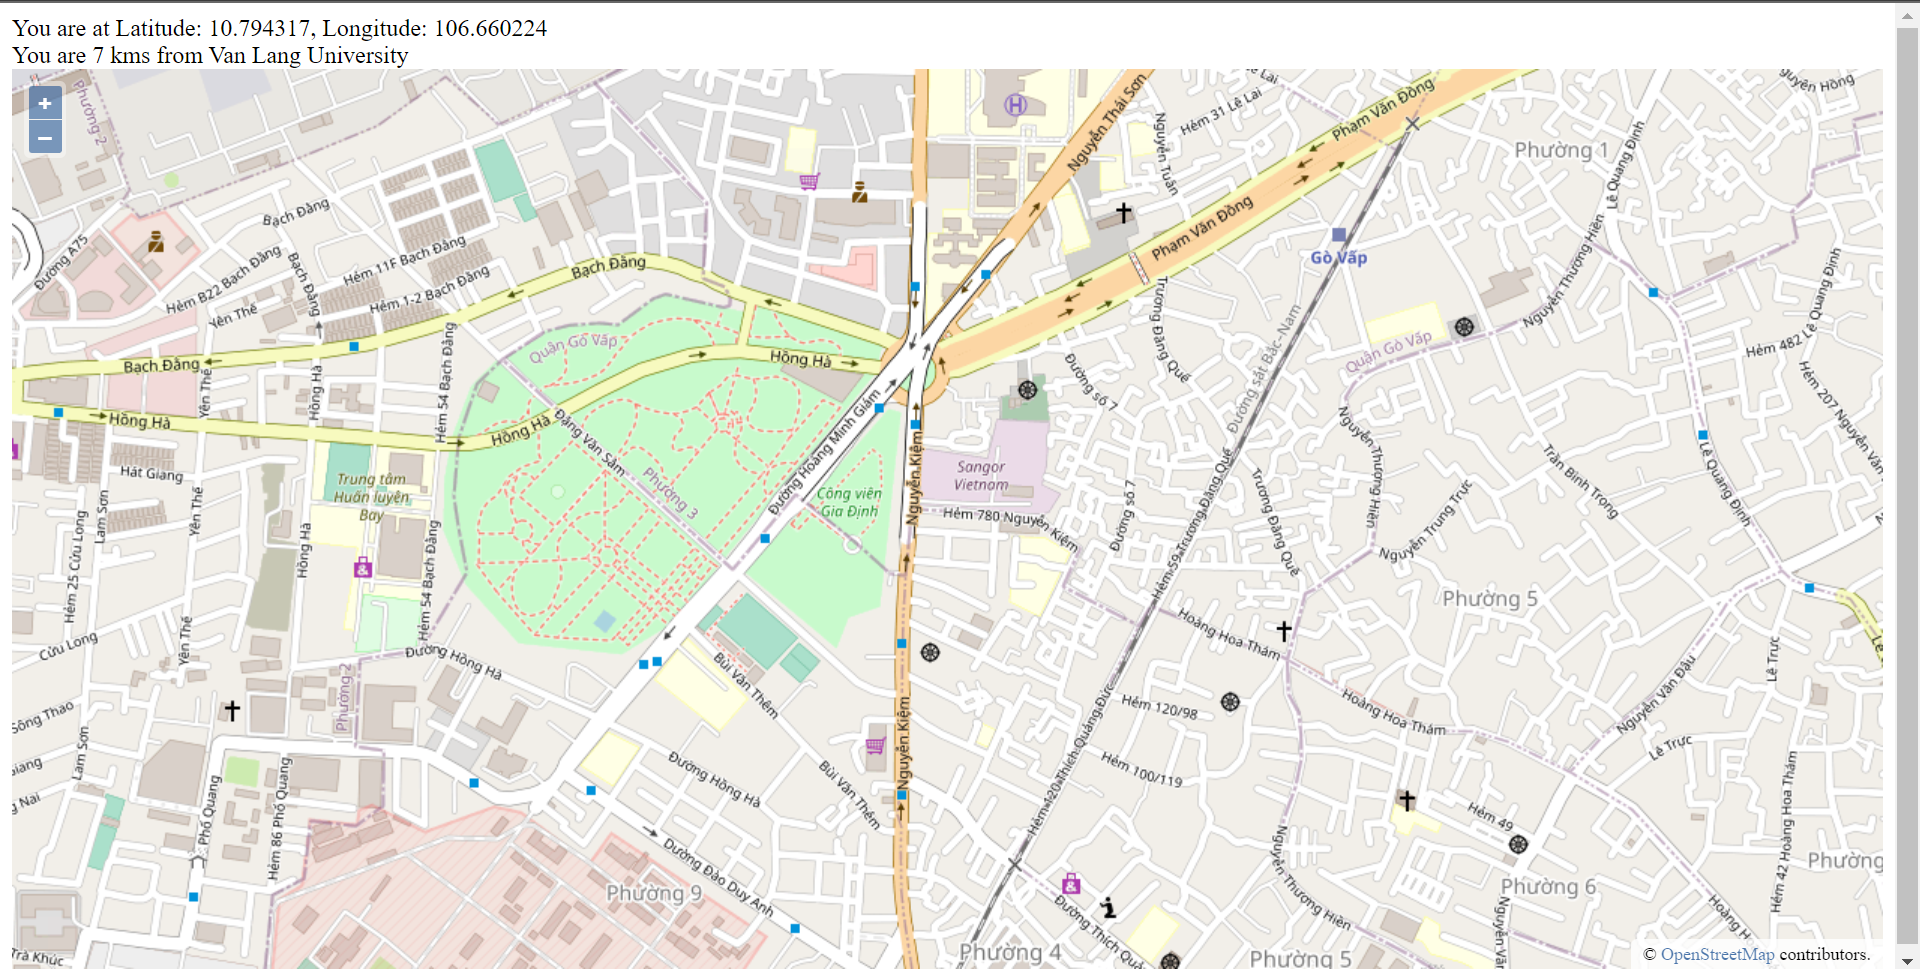 You are at Latitude: 10.794317, Longitude: 106.660224
You are 7 kms from Van Lang University
+
−
Phường 2
Đường A75
Bạch Đằng
Hẻm B22 Bạch Đằng
Bạch Đằng
Hẻm 11F Bạch Đằng
Hẻm 1-2 Bạch Đằng
Yên Thế
Bạch Đằng
Bạch Đằng
Hồng Hà
Yên Thế
Hồng Hà
Hẻm 54 Bạch Đằng
Quận Gò Vấp
Hồng Hà
Hồng Hà
Đặng Văn Sâm
Phường 3
Đường Hoàng Minh Giám
Công viên
Gia Định
Nguyễn Thái Sơn
Nguyễn Tuân
Hẻm 31 Lê Lai
Lê Lai
Phạm Văn Đồng
Phạm Văn Đồng
Nguyên Hồng
Phường 1
Lê Quang Định
Gò Vấp
Nguyễn Thượng Hiền
Quận Gò Vấp
Hẻm 482 Lê Quang Định
Hẻm 207 Nguyễn Văn
Trương Đăng Quế
Đường số 7
Đường sắt Bắc-Nam
Nguyễn Kiệm
Sangor
Vietnam
Hẻm 780 Nguyễn Kiệm
Đường số 7
Trương Đăng Quế
Nguyễn Thượng Hiền
Trần Bình Trọng
Lê Quang Định
Nguyễn Trung Trực
Hẻm 59 Trương Đăng Quế
Phường 5
Hát Giang
Trung tâm
Huấn luyện
Bay
Lam Sơn
Yên Thế
Hồng Hà
Hẻm 25 Cửu Long
Hẻm 54 Bạch Đằng
Cửu Long
Yên Thế
Đường Hồng Hà
Phường 2
Sông Thao
Lam Sơn
Giang
g Nai
Phổ Quang
Hẻm 86 Phổ Quang
Trà Khúc
Bùi Văn Thêm
Đường Hồng Hà
Bùi Văn Thêm
Đường Đào Duy Anh
Phường 9
Nguyễn Kiệm
Hoàng Hoa Thám
Hẻm 120/98
Hẻm 100/119
Hẻm 120 Thích Quảng Đức
Hoàng Hoa Thám
Nguyễn Văn Đậu
Lê Trực
Lê Trực
Hẻm 49
Hẻm 42 Hoàng Hoa Thám
Phường
Phường 6
Nguyễn Thượng Hiền
Đường Thích Quả
Phường 4
Phường 5
Nguyễn Văn
Hoàng H
© OpenStreetMap contributors.